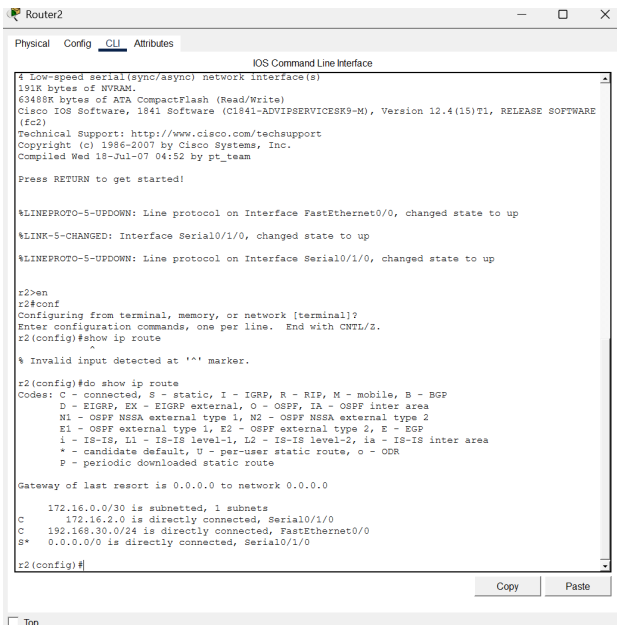 Router2
Physical Config CLI Attributes
IOS Command Line Interface
4 Low-speed serial(sync/async) network interface(s)
191K bytes of NVRAM.
63488K bytes of ATA CompactFlash (Read/Write)
Cisco IOS Software, 1841 Software (C1841-ADVIPSERVICESK9-M), Version 12.4(15)T1, RELEASE SOFTWARE
(fc2)
Technical Support: http://www.cisco.com/techsupport
Copyright (c) 1986-2007 by Cisco Systems, Inc.
Compiled Wed 18-Jul-07 04:52 by pt_team
Press RETURN to get started!
%LINEPROTO-5-UPDOWN: Line protocol on Interface FastEthernet0/0, changed state to up
%LINK-5-CHANGED: Interface Serial0/1/0, changed state to up
%LINEPROTO-5-UPDOWN: Line protocol on Interface Serial0/1/0, changed state to up
r2>en
r2#conf
Configuring from terminal, memory, or network [terminal]?
Enter configuration commands, one per line. End with CNTL/Z.
r2(config)#show ip route
^
% Invalid input detected at '^' marker.
r2(config)#do show ip route
Codes: C - connected, S - static, I - IGRP, R - RIP, M - mobile, B - BGP
D - EIGRP, EX - EIGRP external, O - OSPF, IA - OSPF inter area
N1 - OSPF NSSA external type 1, N2 - OSPF NSSA external type 2
E1 - OSPF external type 1, E2 - OSPF external type 2, E - EGP
i - IS-IS, L1 - IS-IS level-1, L2 - IS-IS level-2, ia - IS-IS inter area
* - candidate default, U - per-user static route, o - ODR
P - periodic downloaded static route
Gateway of last resort is 0.0.0.0 to network 0.0.0.0
172.16.0.0/30 is subnetted, 1 subnets
C 172.16.2.0 is directly connected, Serial0/1/0
C 192.168.30.0/24 is directly connected, FastEthernet0/0
S* 0.0.0.0/0 is directly connected, Serial0/1/0
r2(config)#
Copy Paste
Top